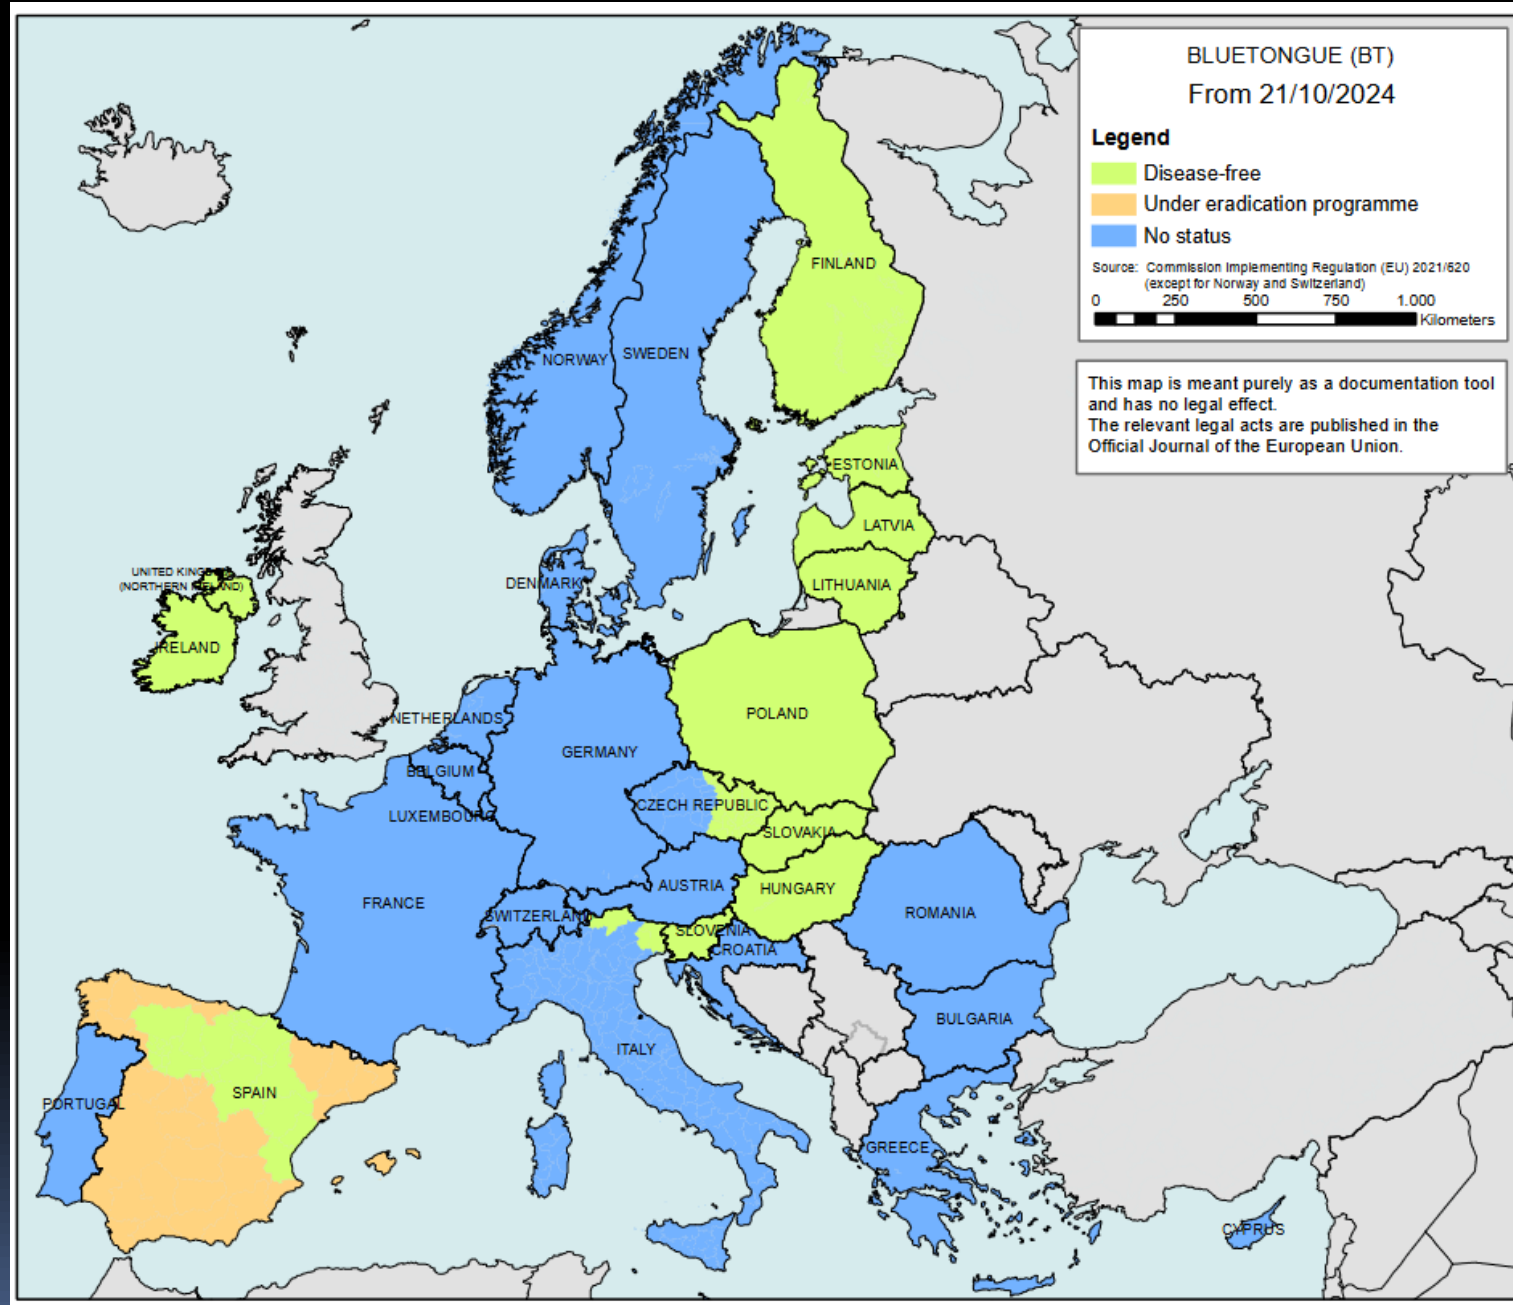 BLUETONGUE (BT)
From 21/10/2024
Legend
Disease-free
Under eradication programme
No status
Source: Commission Implementing Regulation (EU) 2021/620
(except for Norway and Switzerland)
0 250 500 750 1.000
Kilometers
This map is meant purely as a documentation tool
and has no legal effect.
The relevant legal acts are published in the
Official Journal of the European Union.
FINLAND
NORWAY
SWEDEN
ESTONIA
LATVIA
LITHUANIA
DENMARK
UNITED KINGDOM
(NORTHERN IRELAND)
IRELAND
NETHERLANDS
POLAND
GERMANY
BELGIUM
CZECH REPUBLIC
LUXEMBOURG
SLOVAKIA
AUSTRIA
HUNGARY
FRANCE
SWITZERLAND
ROMANIA
SLOVENIA
CROATIA
BULGARIA
ITALY
SPAIN
PORTUGAL
GREECE
CYPRUS